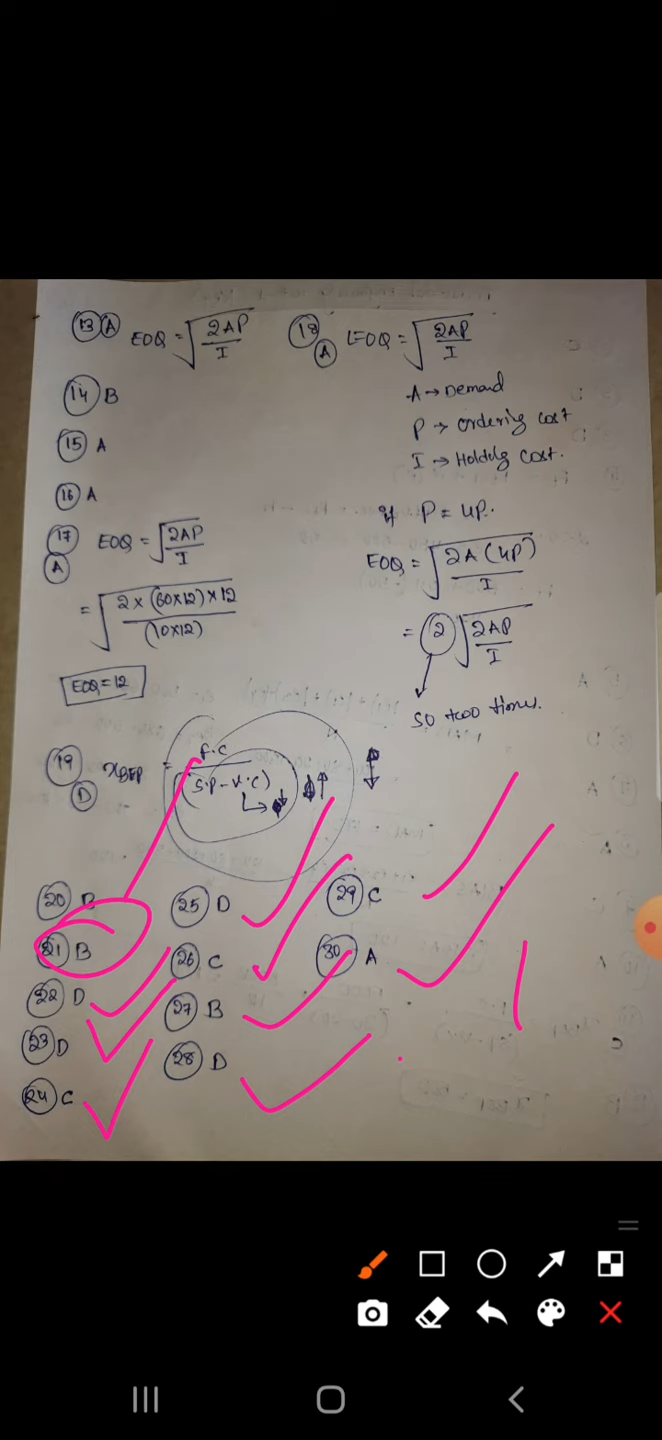 13 A EOQ = √2AP/I
14 B
15 A
16 A
17 A EOQ = √2AP/I
= √2 × (60×12) × 12/(10×12)
EOQ = 12
18 A EOQ = √2AP/I
A → Demand
P → ordering cost
I → Holding cost.
if P = 4P.
EOQ = √2A(4P)/I
= 2 √2AP/I
so two times.
19 D xBEP = F.C/(S.P - V.C)
20 B
21 B
22 D
23 D
24 C
25 D
26 C
27 B
28 D
29 C
30 A